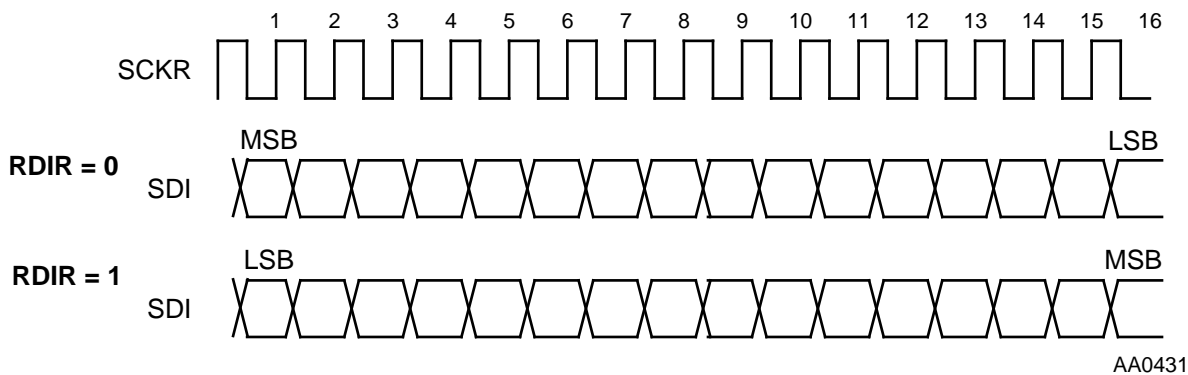 1 2 3 4 5 6 7 8 9 10 11 12 13 14 15 16
SCKR
MSB LSB
RDIR = 0
SDI
LSB MSB
RDIR = 1
SDI
AA0431